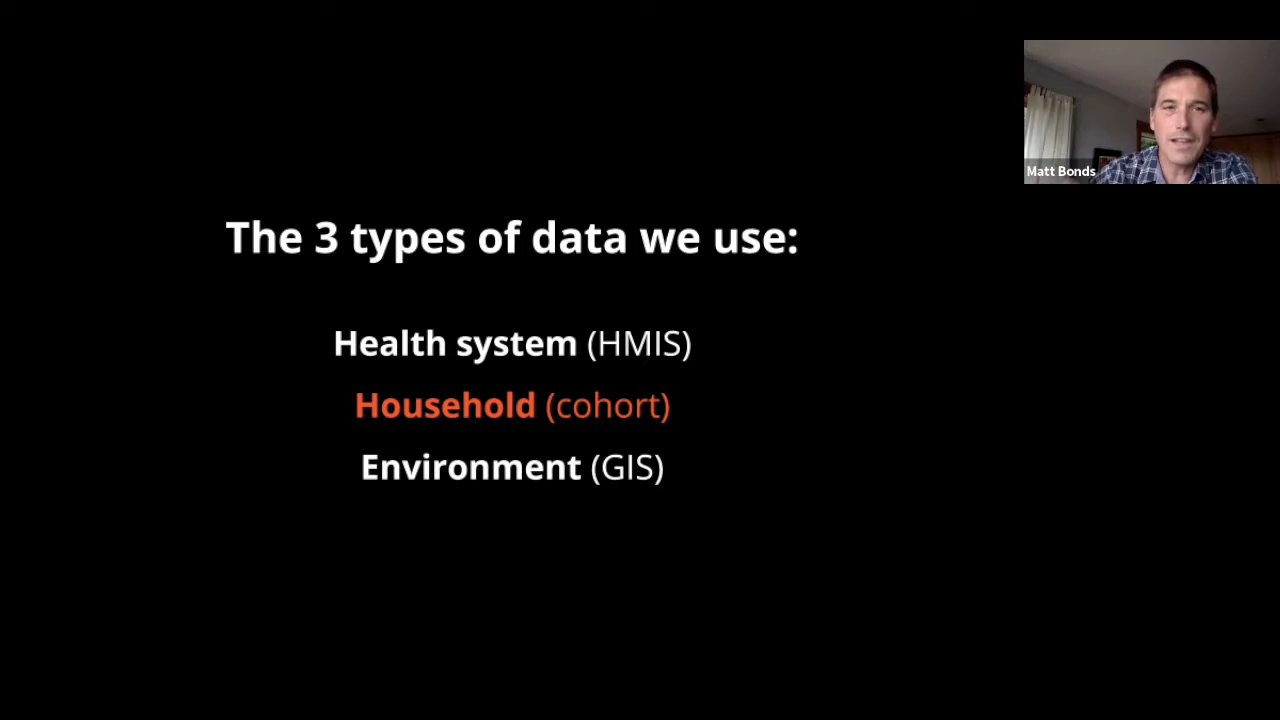 Matt Bonds
The 3 types of data we use:
Health system (HMIS)
Household (cohort)
Environment (GIS)